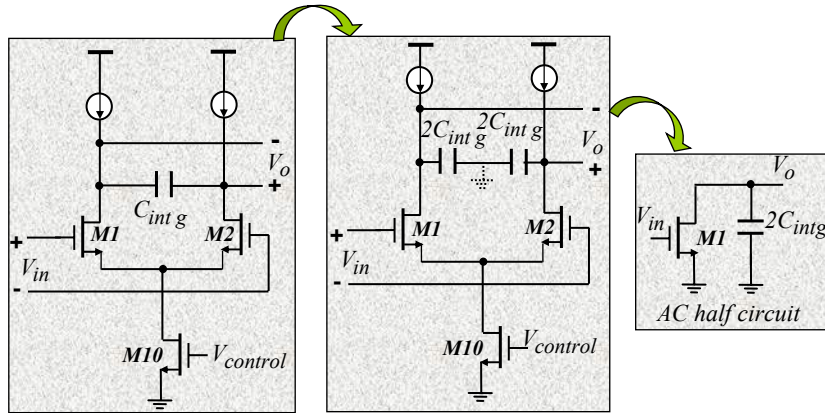 -
V_o
+
C_int g
+
M1
M2
V_in
-
M10
V_control
-
2C_int g
2C_int g
V_o
+
+
M1
M2
V_in
-
M10
V_control
V_o
V_in
M1
2C_intg
AC half circuit